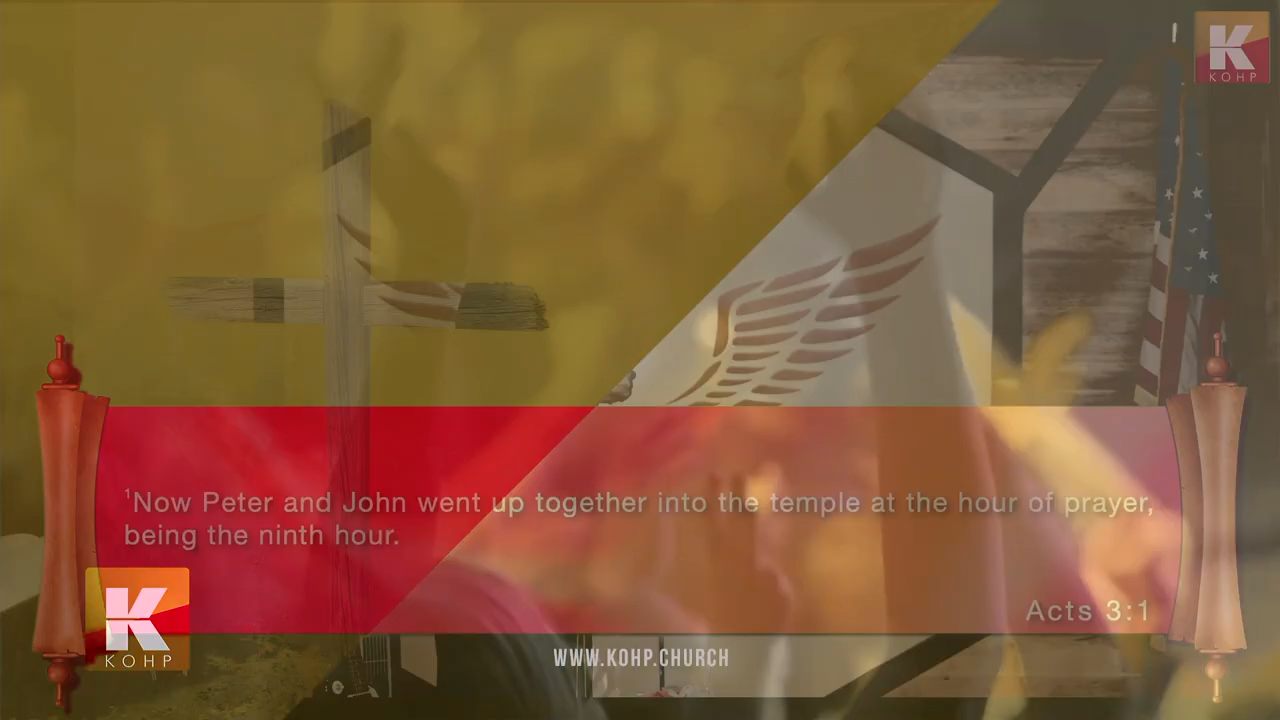 K
KOHP
¹Now Peter and John went up together into the temple at the hour of prayer,
being the ninth hour.
Acts 3:1
K
KOHP
WWW.KOHP.CHURCH